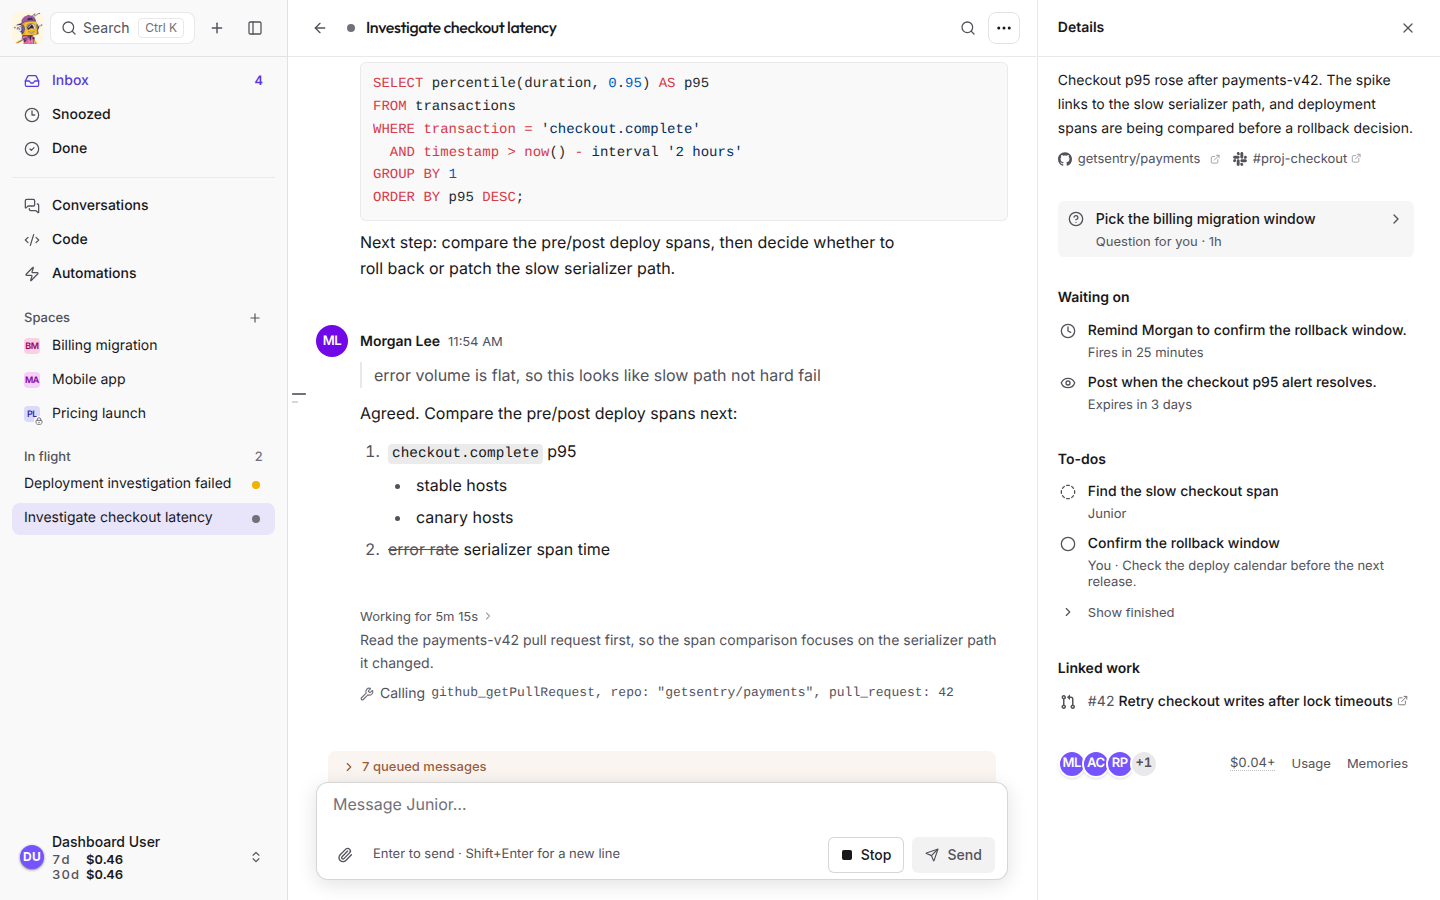 Search
Ctrl K
Inbox
4
Snoozed
Done
Conversations
Code
Automations
Spaces
BM Billing migration
MA Mobile app
PL Pricing launch
In flight
2
Deployment investigation failed
Investigate checkout latency
DU
Dashboard User
7d $0.46
30d $0.46
Investigate checkout latency
SELECT percentile(duration, 0.95) AS p95
FROM transactions
WHERE transaction = 'checkout.complete'
AND timestamp > now() - interval '2 hours'
GROUP BY 1
ORDER BY p95 DESC;
Next step: compare the pre/post deploy spans, then decide whether to
roll back or patch the slow serializer path.
ML
Morgan Lee 11:54 AM
error volume is flat, so this looks like slow path not hard fail
Agreed. Compare the pre/post deploy spans next:
1. checkout.complete p95
• stable hosts
• canary hosts
2. error rate serializer span time
Working for 5m 15s
Read the payments-v42 pull request first, so the span comparison focuses on the serializer path
it changed.
Calling github_getPullRequest, repo: "getsentry/payments", pull_request: 42
7 queued messages
Message Junior...
Enter to send · Shift+Enter for a new line
Stop
Send
Details
Checkout p95 rose after payments-v42. The spike
links to the slow serializer path, and deployment
spans are being compared before a rollback decision.
getsentry/payments
#proj-checkout
Pick the billing migration window
Question for you · 1h
Waiting on
Remind Morgan to confirm the rollback window.
Fires in 25 minutes
Post when the checkout p95 alert resolves.
Expires in 3 days
To-dos
Find the slow checkout span
Junior
Confirm the rollback window
You · Check the deploy calendar before the next
release.
Show finished
Linked work
#42 Retry checkout writes after lock timeouts
ML AC RP +1
$0.04+
Usage
Memories